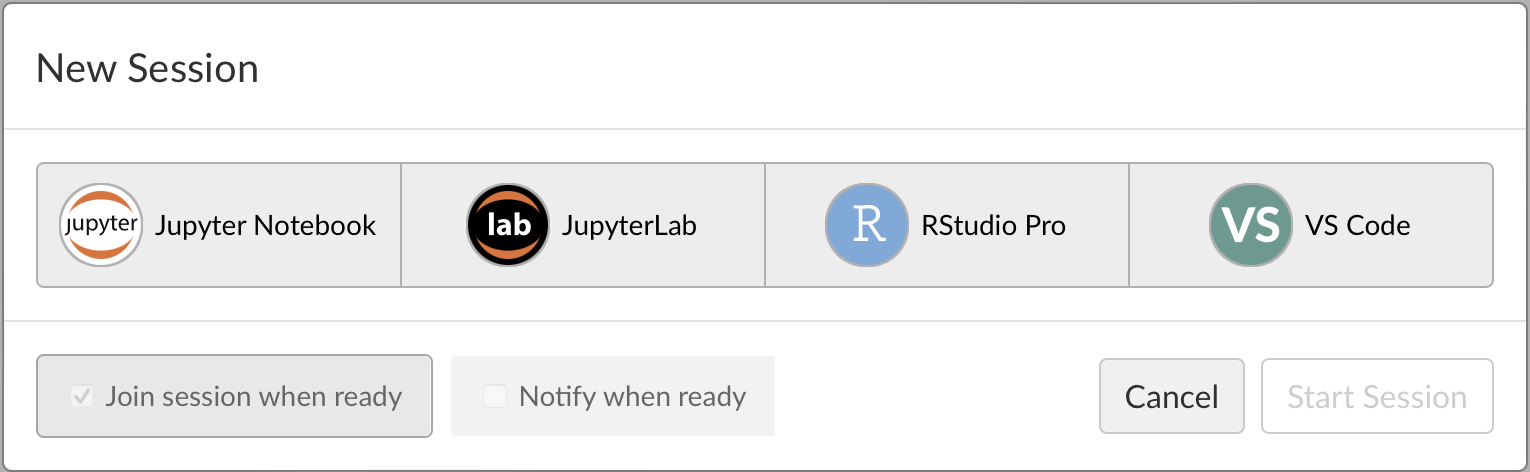 New Session
jupyter Jupyter Notebook
lab JupyterLab
R RStudio Pro
VS VS Code
Join session when ready
Notify when ready
Cancel
Start Session